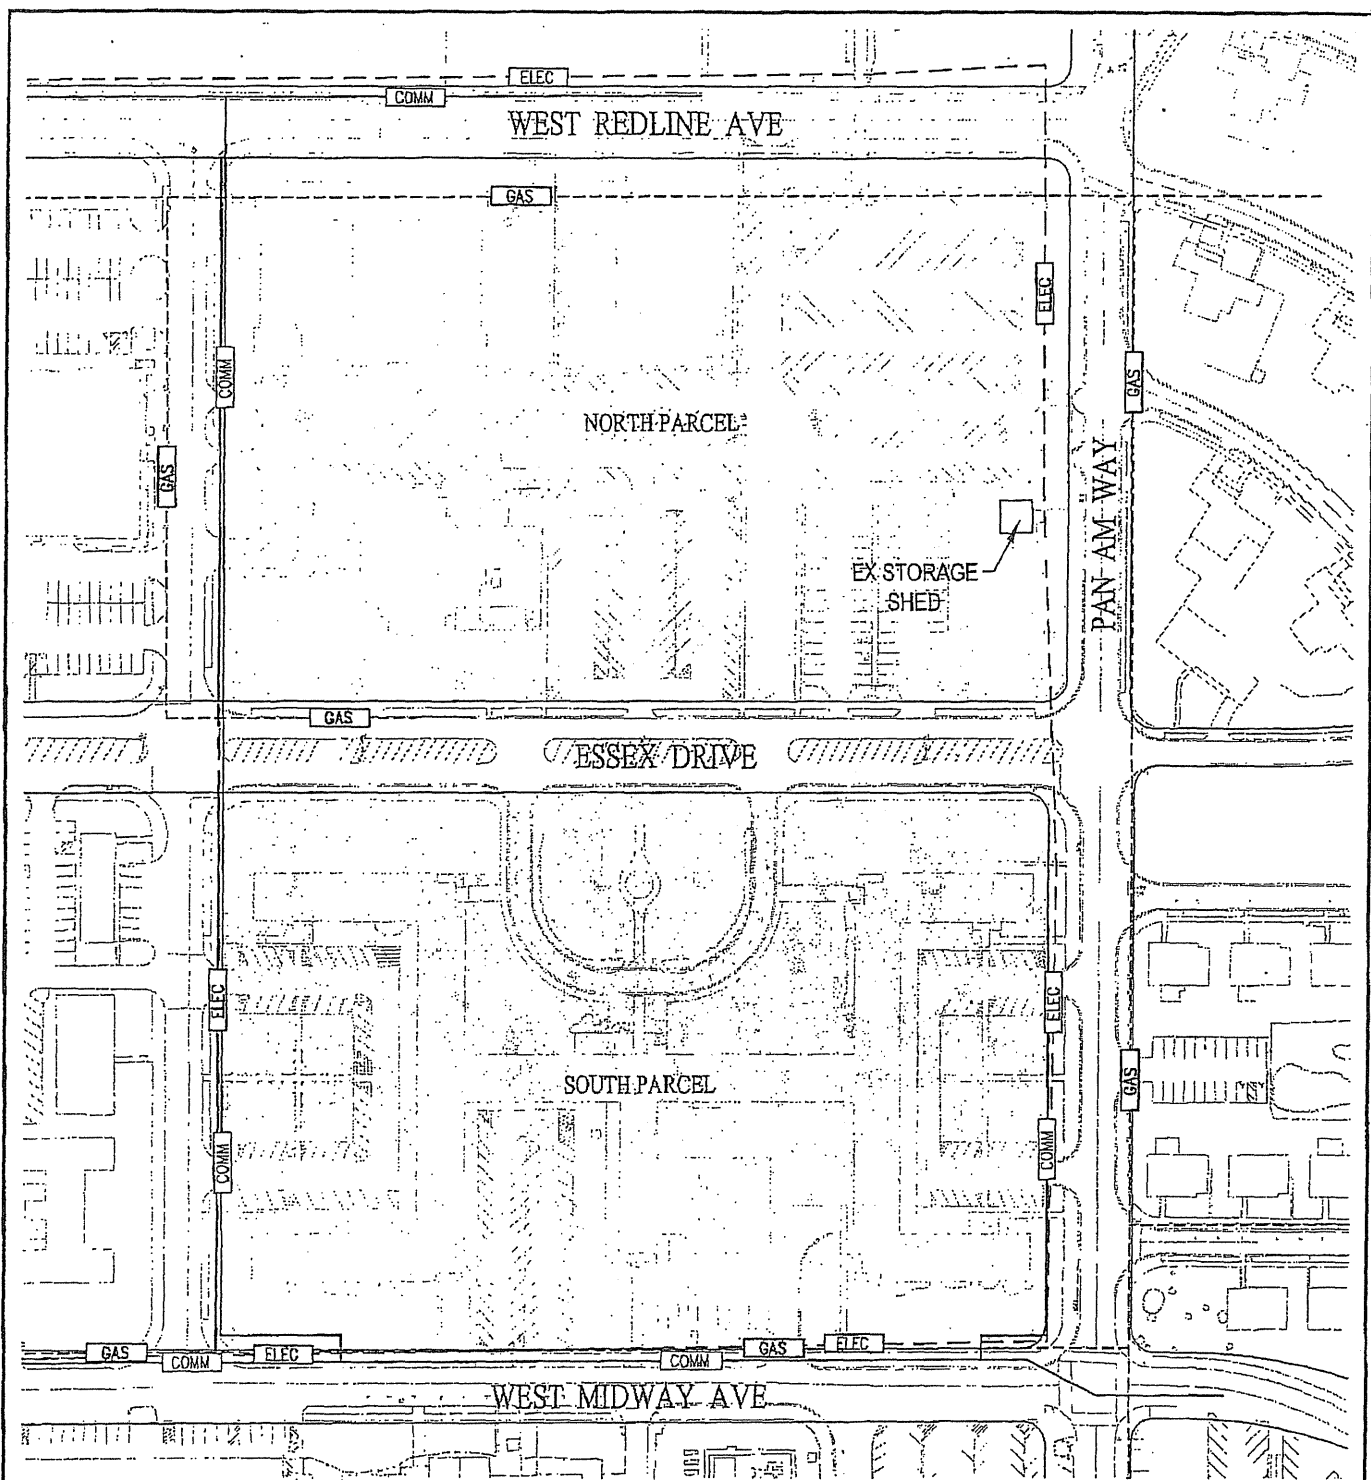 ELEC
COMM
WEST REDLINE AVE
GAS
ELEC
COMM
GAS
NORTH PARCEL
GAS
PAN AM WAY
EX STORAGE
SHED
GAS
ESSEX DRIVE
ELEC
ELEC
GAS
SOUTH PARCEL
COMM
COMM
GAS
COMM
ELEC
COMM
GAS
ELEC
WEST MIDWAY AVE